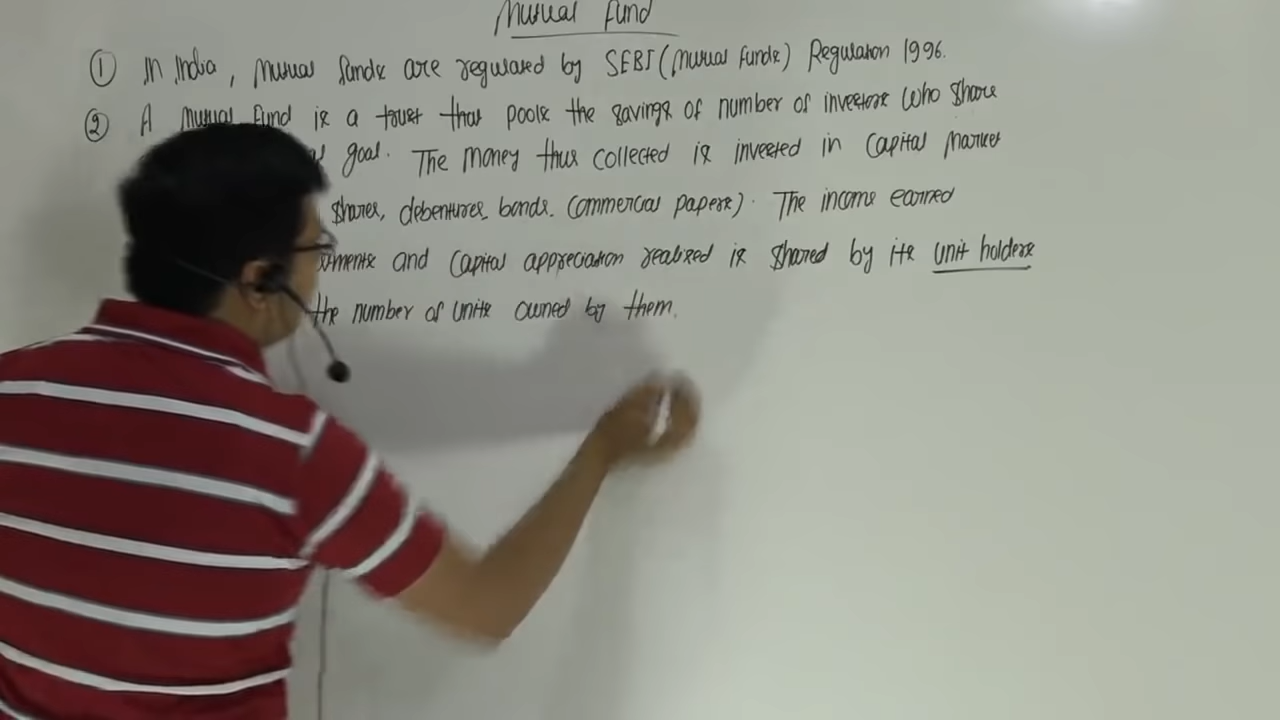 Mutual Fund
① In India, Mutual Funds are regulated by SEBI (Mutual Funds) Regulation 1996.
② A Mutual Fund is a trust that pools the savings of number of investors who share
goal. The Money thus collected is invested in Capital Market
shares, debentures, bonds, Commercial papers). The income earned
and Capital appreciation realized is shared by its unit holders
the number of units owned by them.